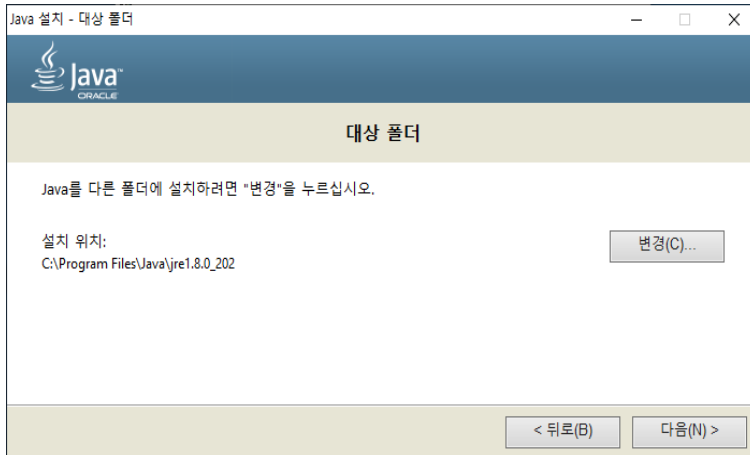 Java 설치 - 대상 폴더
Java™
ORACLE
대상 폴더
Java를 다른 폴더에 설치하려면 "변경"을 누르십시오.
설치 위치:
변경(C)...
C:\Program Files\Java\jre1.8.0_202
< 뒤로(B)
다음(N) >